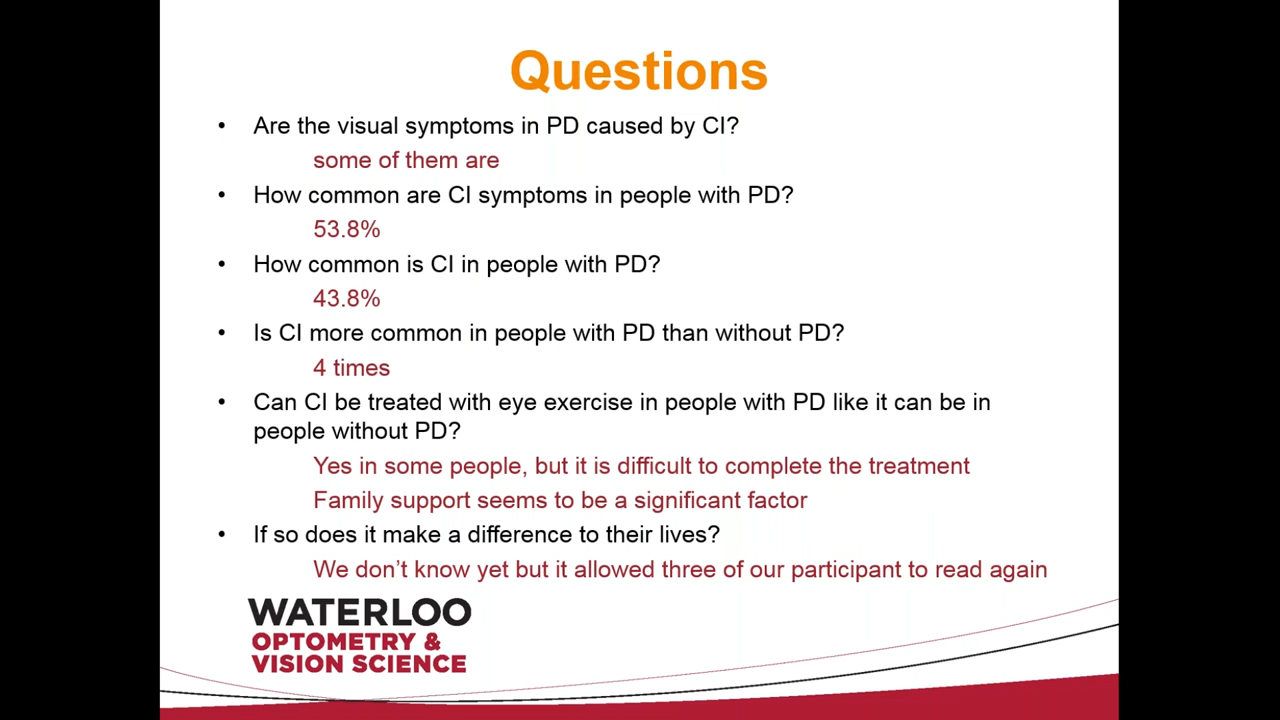 Questions
• Are the visual symptoms in PD caused by CI?
some of them are
• How common are CI symptoms in people with PD?
53.8%
• How common is CI in people with PD?
43.8%
• Is CI more common in people with PD than without PD?
4 times
• Can CI be treated with eye exercise in people with PD like it can be in
people without PD?
Yes in some people, but it is difficult to complete the treatment
Family support seems to be a significant factor
• If so does it make a difference to their lives?
We don’t know yet but it allowed three of our participant to read again
WATERLOO
OPTOMETRY &
VISION SCIENCE